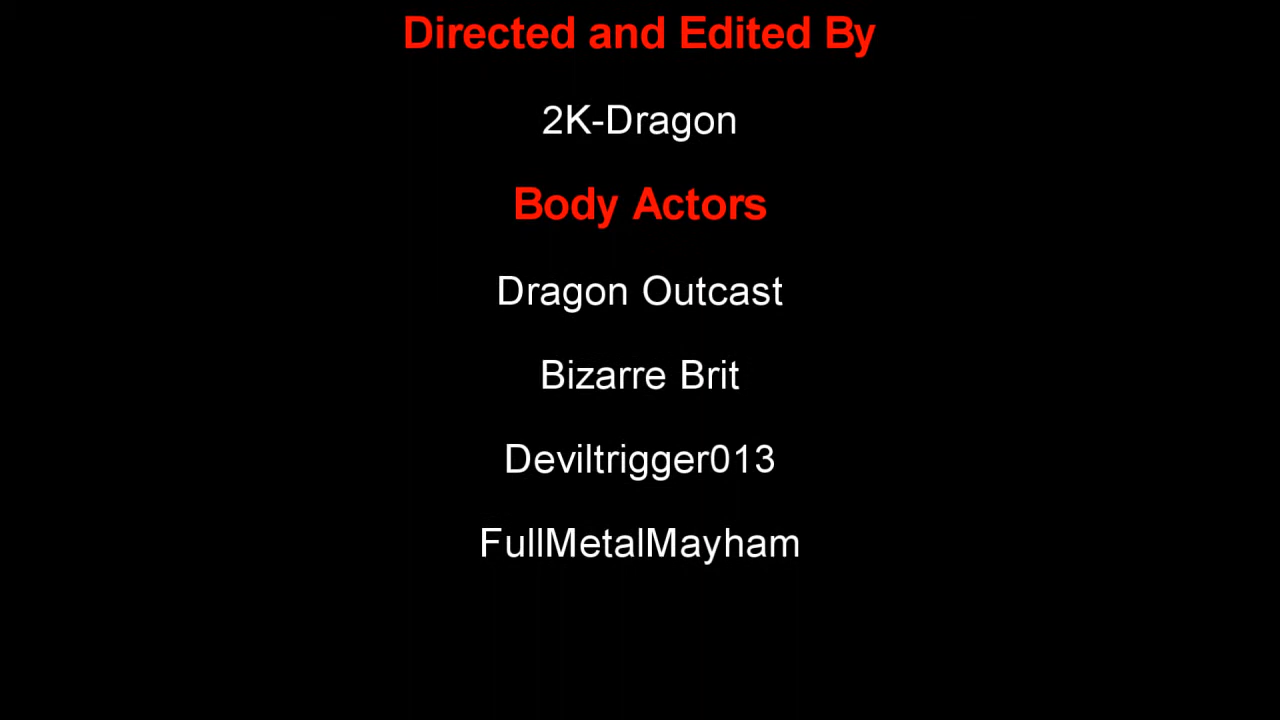 Directed and Edited By
2K-Dragon
Body Actors
Dragon Outcast
Bizarre Brit
Deviltrigger013
FullMetalMayham